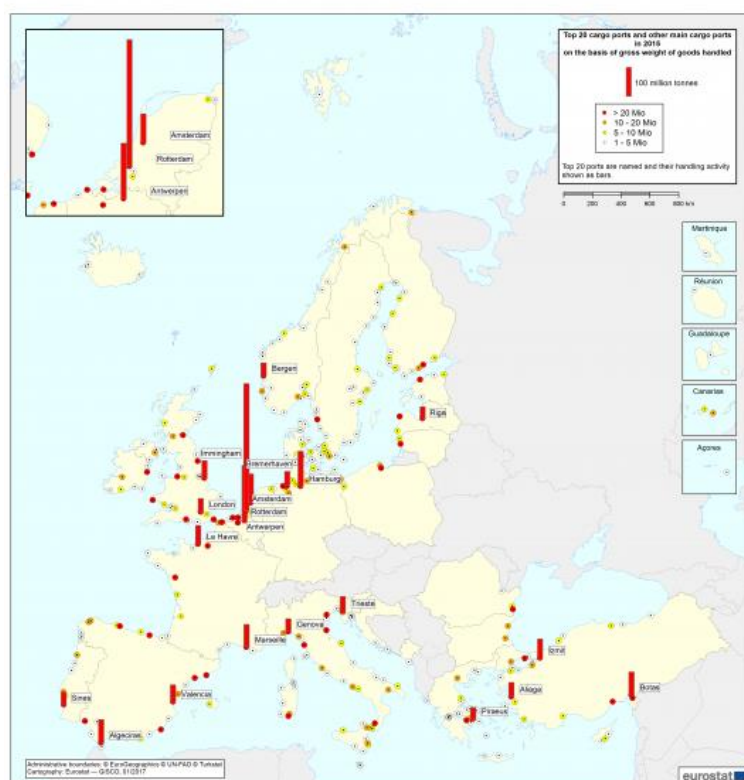 Top 20 cargo ports and other main cargo ports
in 2015
on the basis of gross weight of goods handled
100 million tonnes
> 20 Mio
10 - 20 Mio
5 - 10 Mio
1 - 5 Mio
Top 20 ports are named and their handling activity
shown as bars
0 200 400 600 800 km
Amsterdam
Rotterdam
Antwerpen
Martinique
Réunion
Guadeloupe
Canarias
Açores
Bergen
Riga
Immingham
Bremerhaven
Hamburg
London
Amsterdam
Rotterdam
Antwerpen
Le Havre
Trieste
Genova
Marseille
Izmit
Sines
Valencia
Aliaga
Botas
Piraeus
Algeciras
Administrative boundaries: © EuroGeographics © UN-FAO © Turkstat
Cartography: Eurostat — GISCO, 01/2017
eurostat